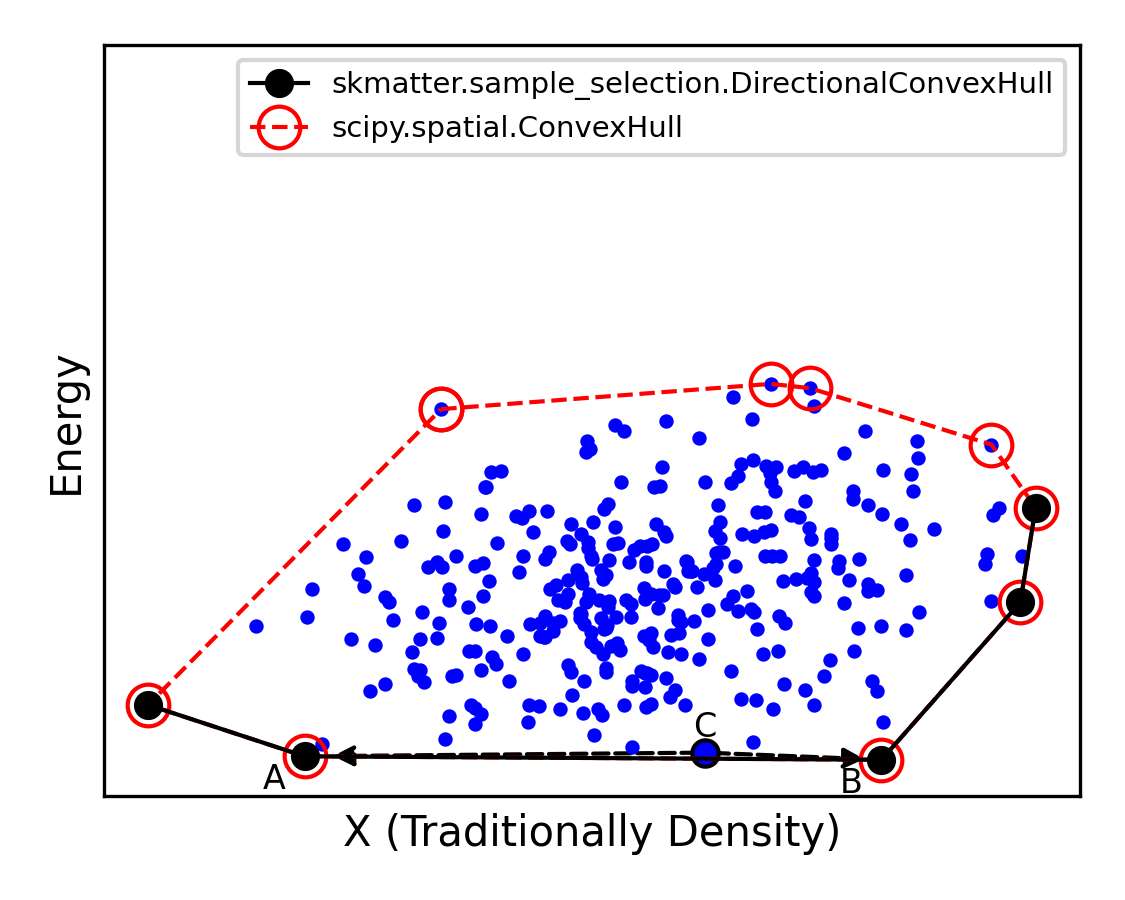 skmatter.sample_selection.DirectionalConvexHull
scipy.spatial.ConvexHull
Energy
C
A
B
X (Traditionally Density)